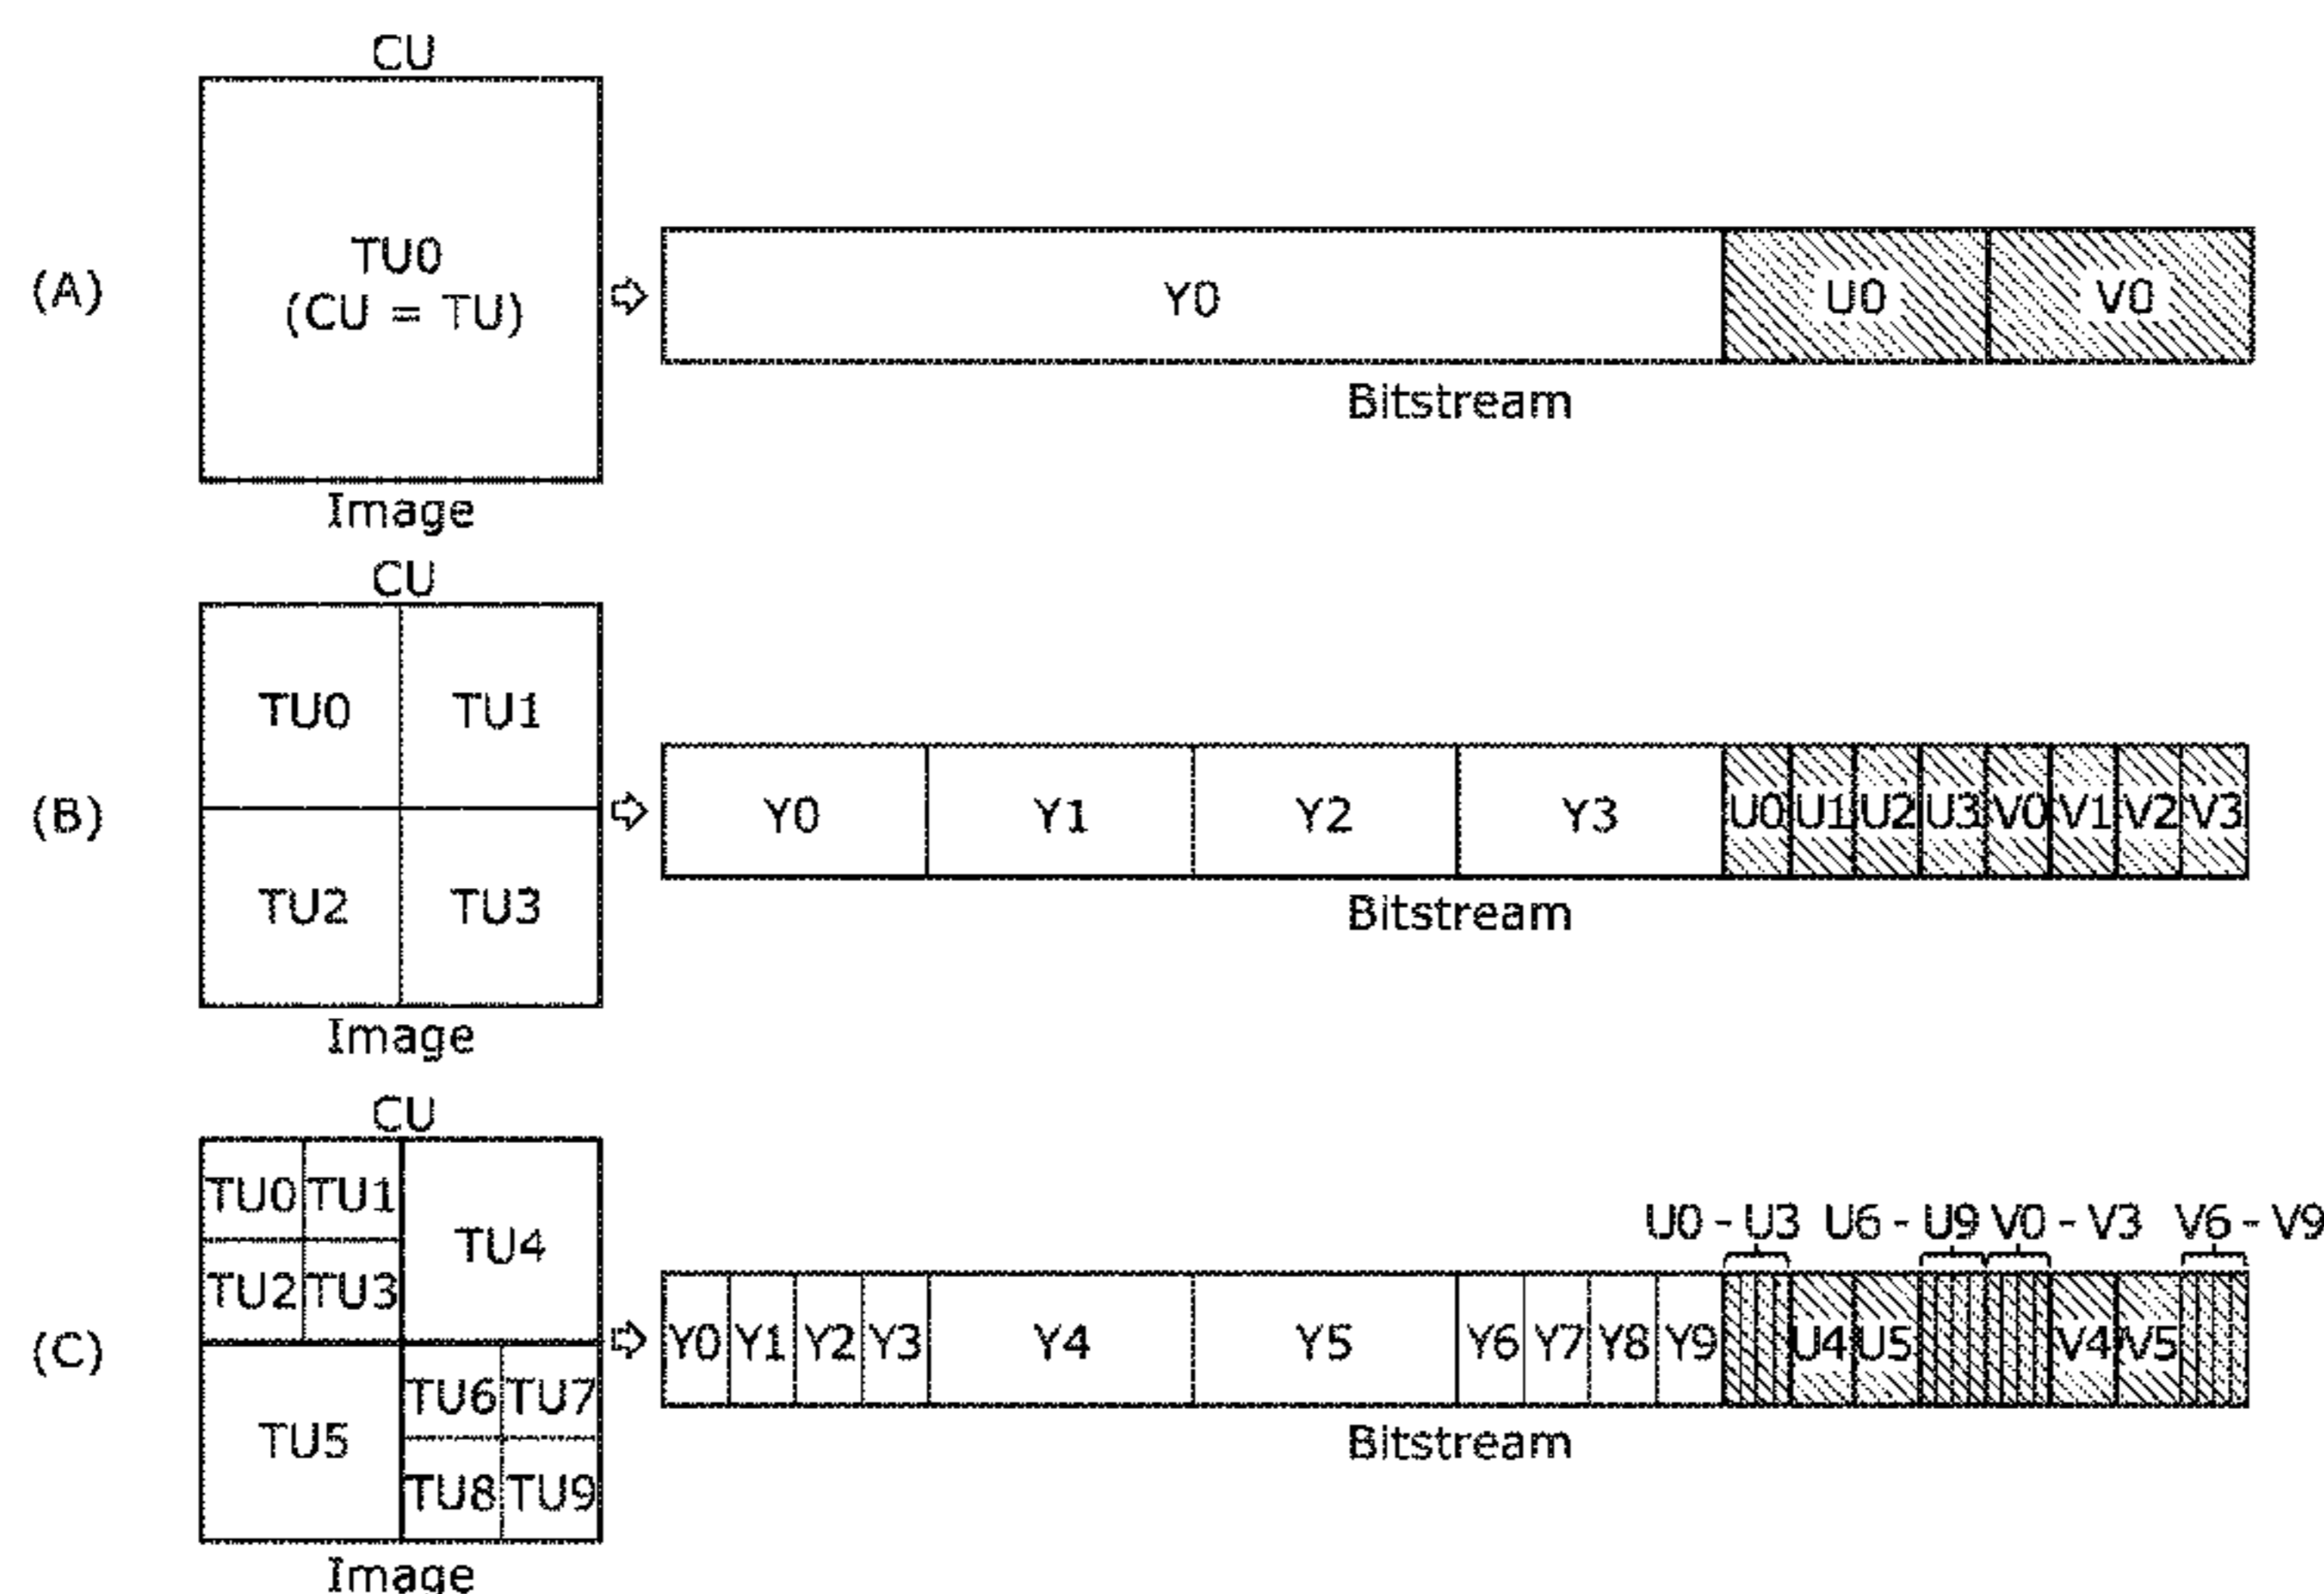 CU
(A)
TU0
(CU = TU)
Y0
U0
V0
Bitstream
Image
CU
(B)
TU0
TU1
TU2
TU3
Y0
Y1
Y2
Y3
U0
U1
U2
U3
V0
V1
V2
V3
Bitstream
Image
CU
(C)
TU0
TU1
TU2
TU3
TU4
TU5
TU6
TU7
TU8
TU9
U0 - U3
U6 - U9
V0 - V3
V6 - V9
Y0
Y1
Y2
Y3
Y4
Y5
Y6
Y7
Y8
Y9
U4
U5
V4
V5
Bitstream
Image